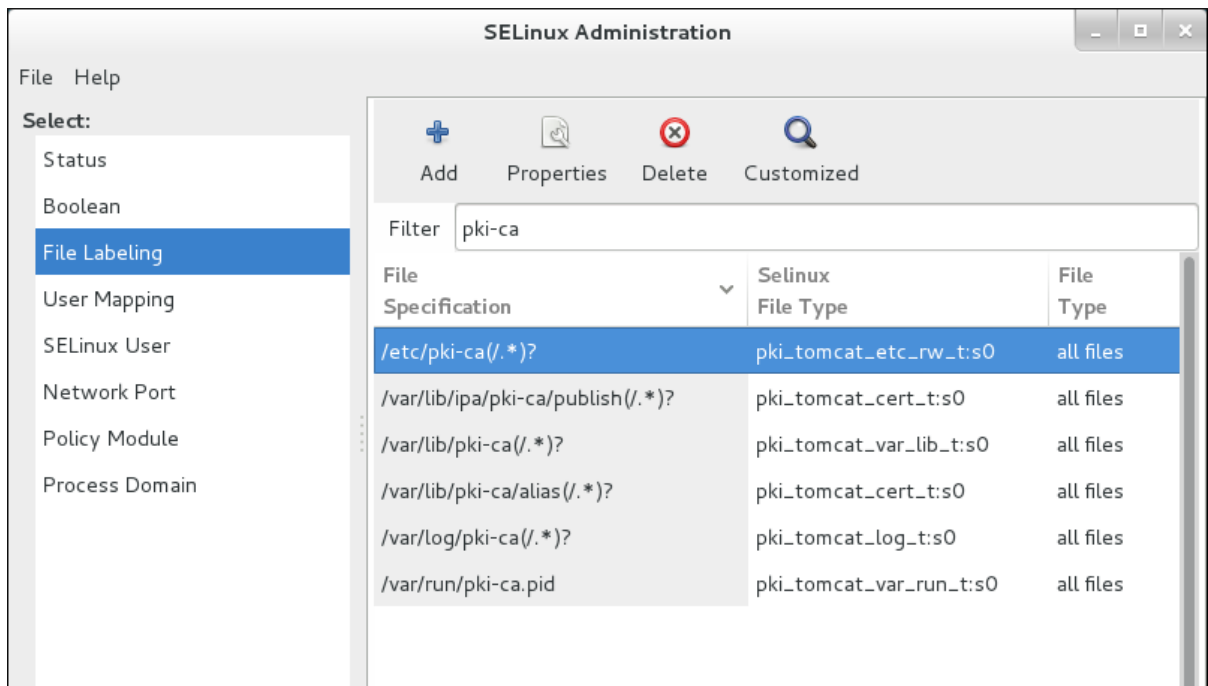 SELinux Administration
File Help
Select:
Status
Boolean
File Labeling
User Mapping
SELinux User
Network Port
Policy Module
Process Domain
Add Properties Delete Customized
Filter pki-ca
File Specification Selinux File Type File Type
/etc/pki-ca(/.*)? pki_tomcat_etc_rw_t:s0 all files
/var/lib/ipa/pki-ca/publish(/.*)? pki_tomcat_cert_t:s0 all files
/var/lib/pki-ca(/.*)? pki_tomcat_var_lib_t:s0 all files
/var/lib/pki-ca/alias(/.*)? pki_tomcat_cert_t:s0 all files
/var/log/pki-ca(/.*)? pki_tomcat_log_t:s0 all files
/var/run/pki-ca.pid pki_tomcat_var_run_t:s0 all files